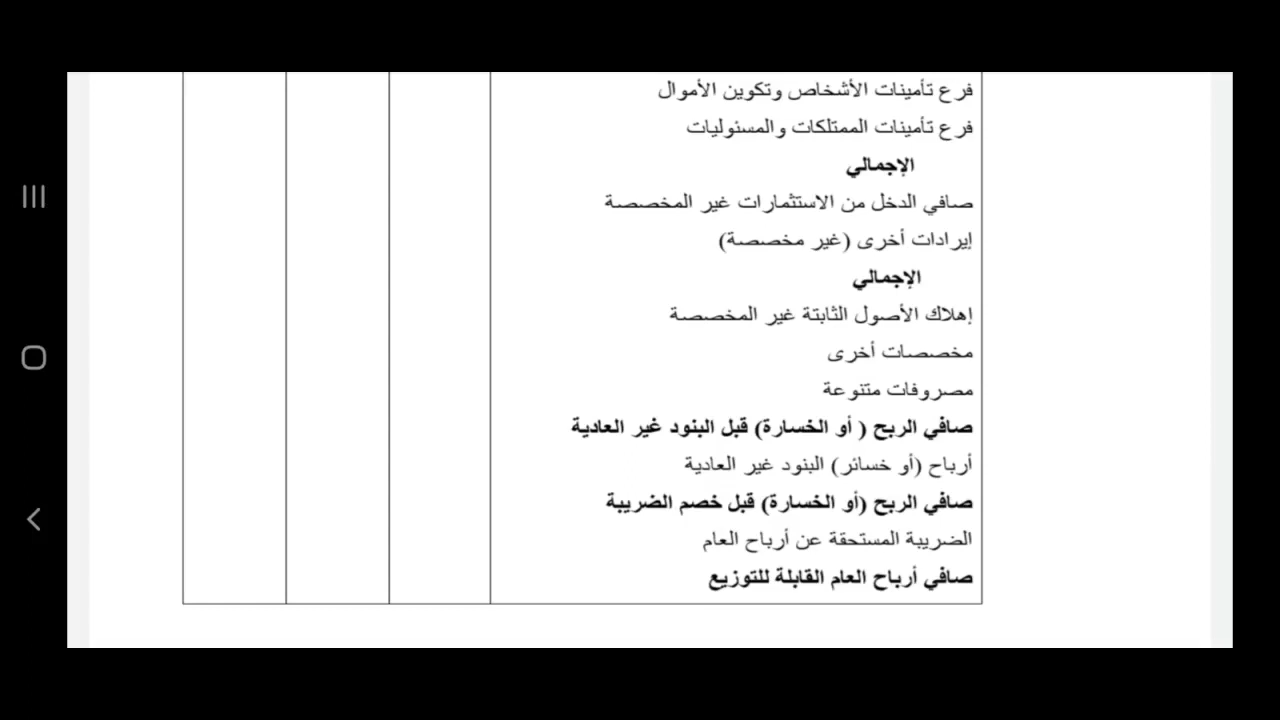 فرع تأمينات الأشخاص وتكوين الأموال
فرع تأمينات الممتلكات والمسئوليات
الإجمالي
صافي الدخل من الاستثمارات غير المخصصة
إيرادات أخرى (غير مخصصة)
الإجمالي
إهلاك الأصول الثابتة غير المخصصة
مخصصات أخرى
مصروفات متنوعة
صافي الربح ( أو الخسارة) قبل البنود غير العادية
أرباح (أو خسائر) البنود غير العادية
صافي الربح (أو الخسارة) قبل خصم الضريبة
الضريبة المستحقة عن أرباح العام
صافي أرباح العام القابلة للتوزيع